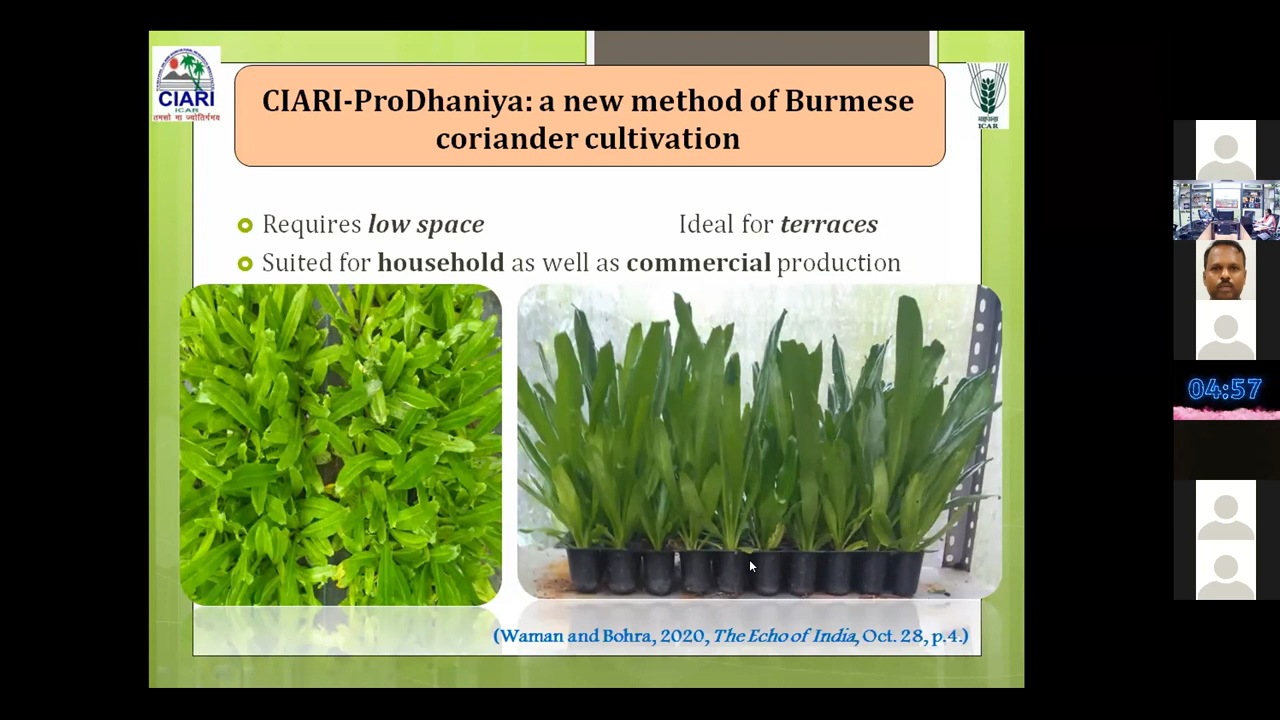 CIARI-ProDhaniya: a new method of Burmese
coriander cultivation
CIARI
ICAR
तमसो मा ज्योतिर्गमय
ICAR
Requires low space
Ideal for terraces
Suited for household as well as commercial production
04:57
(Waman and Bohra, 2020, The Echo of India, Oct. 28, p.4.)